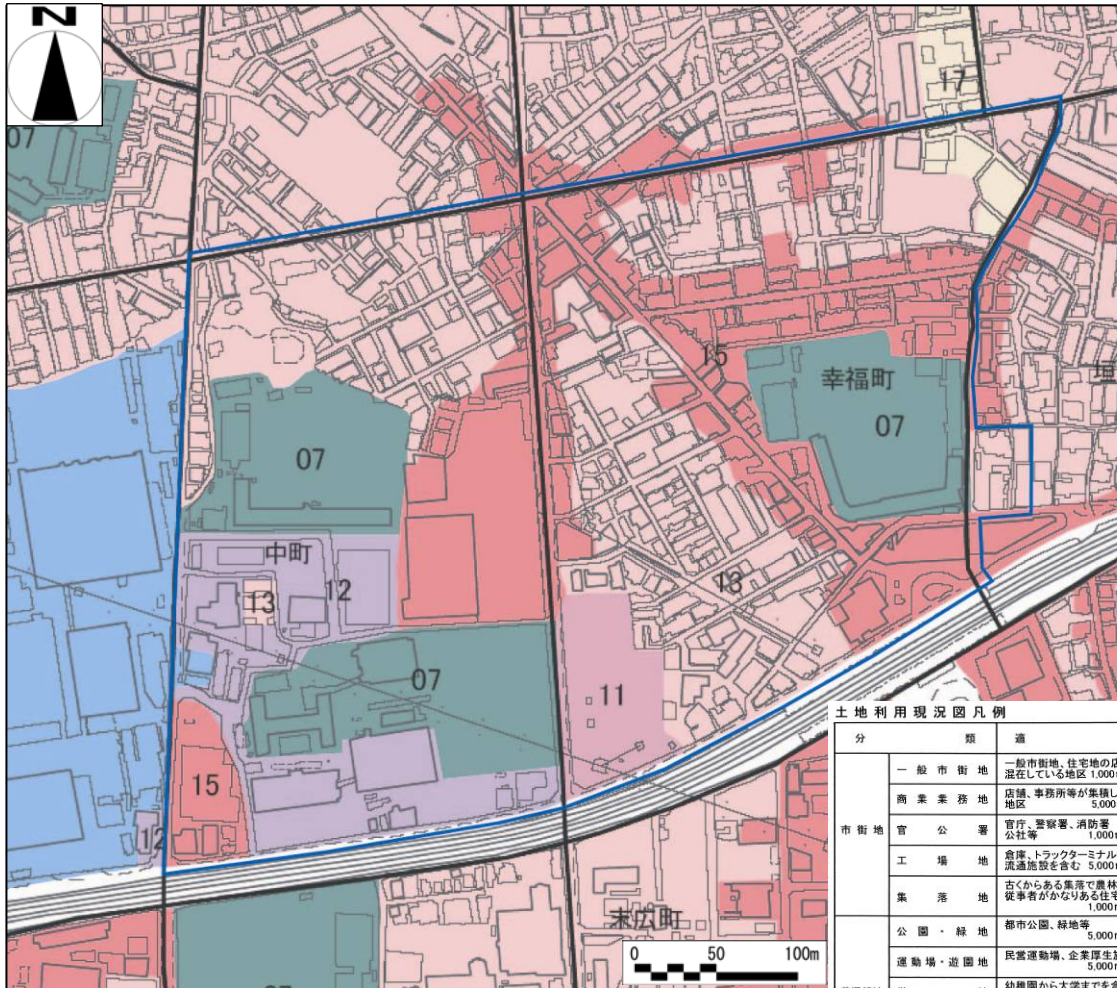 N
07
17
15
幸福町
07
垣
07
中町
12
13
13
07
11
15
12
末広町
0 50 100m
07
土地利用現況図凡例
分類 適
市街地
一般市街地 一般市街地、住宅地の店
混在している地区 1,000
商業業務地 店舗、事務所等が集積し
地区 5,000
官公署 官庁、警察署、消防署
公社等 1,000
工場地 倉庫、トラックターミナル
流通施設を含む 5,000
集落地 古くからある集落で農林
従事者がかなりある住宅
1,000
公園・緑地 都市公園、緑地等
5,000
運動場・遊園地 民営運動場、企業厚生
5,000
幼稚園から大学までを